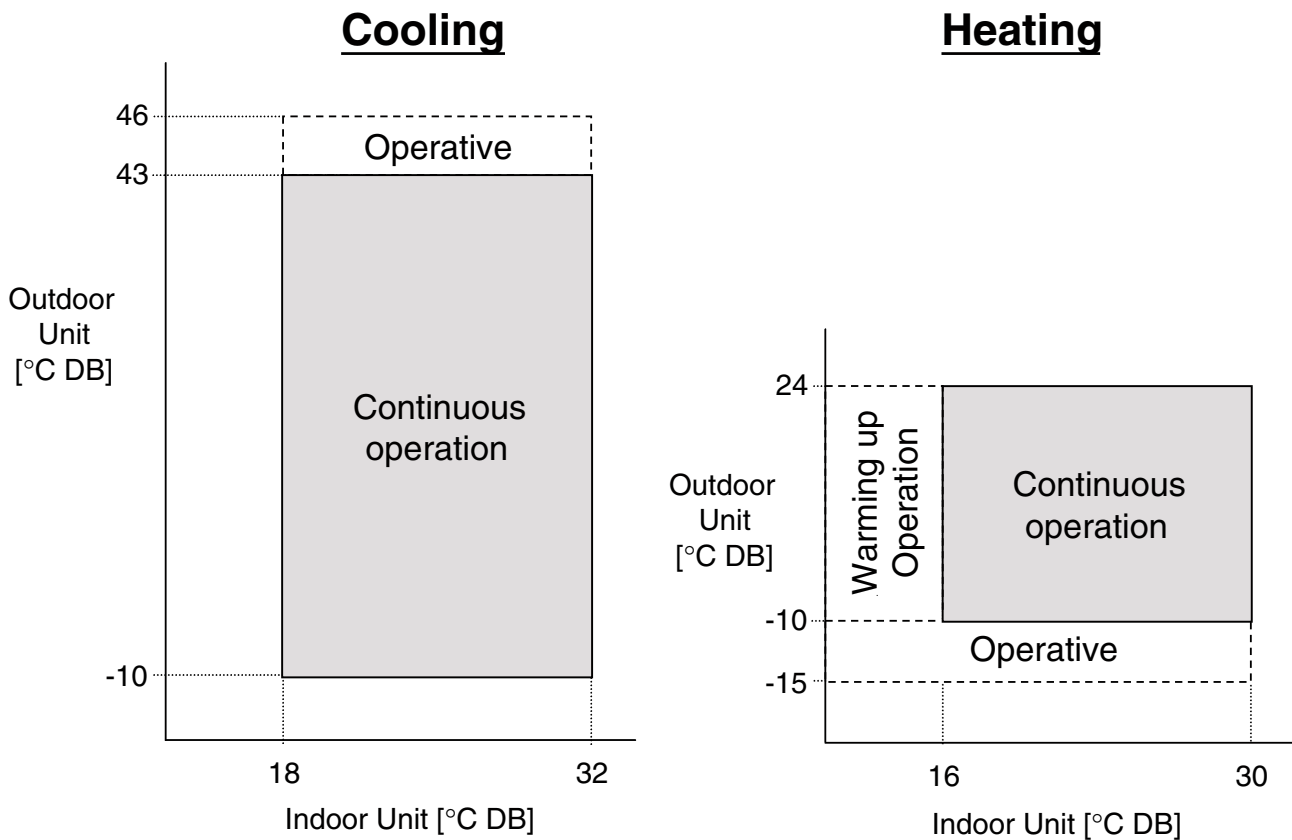 Cooling
46
Operative
43
Outdoor
Unit
[°C DB]
Continuous
operation
-10
18
32
Indoor Unit [°C DB]
Heating
24
Warming up
Operation
Continuous
operation
Outdoor
Unit
[°C DB]
-10
Operative
-15
16
30
Indoor Unit [°C DB]